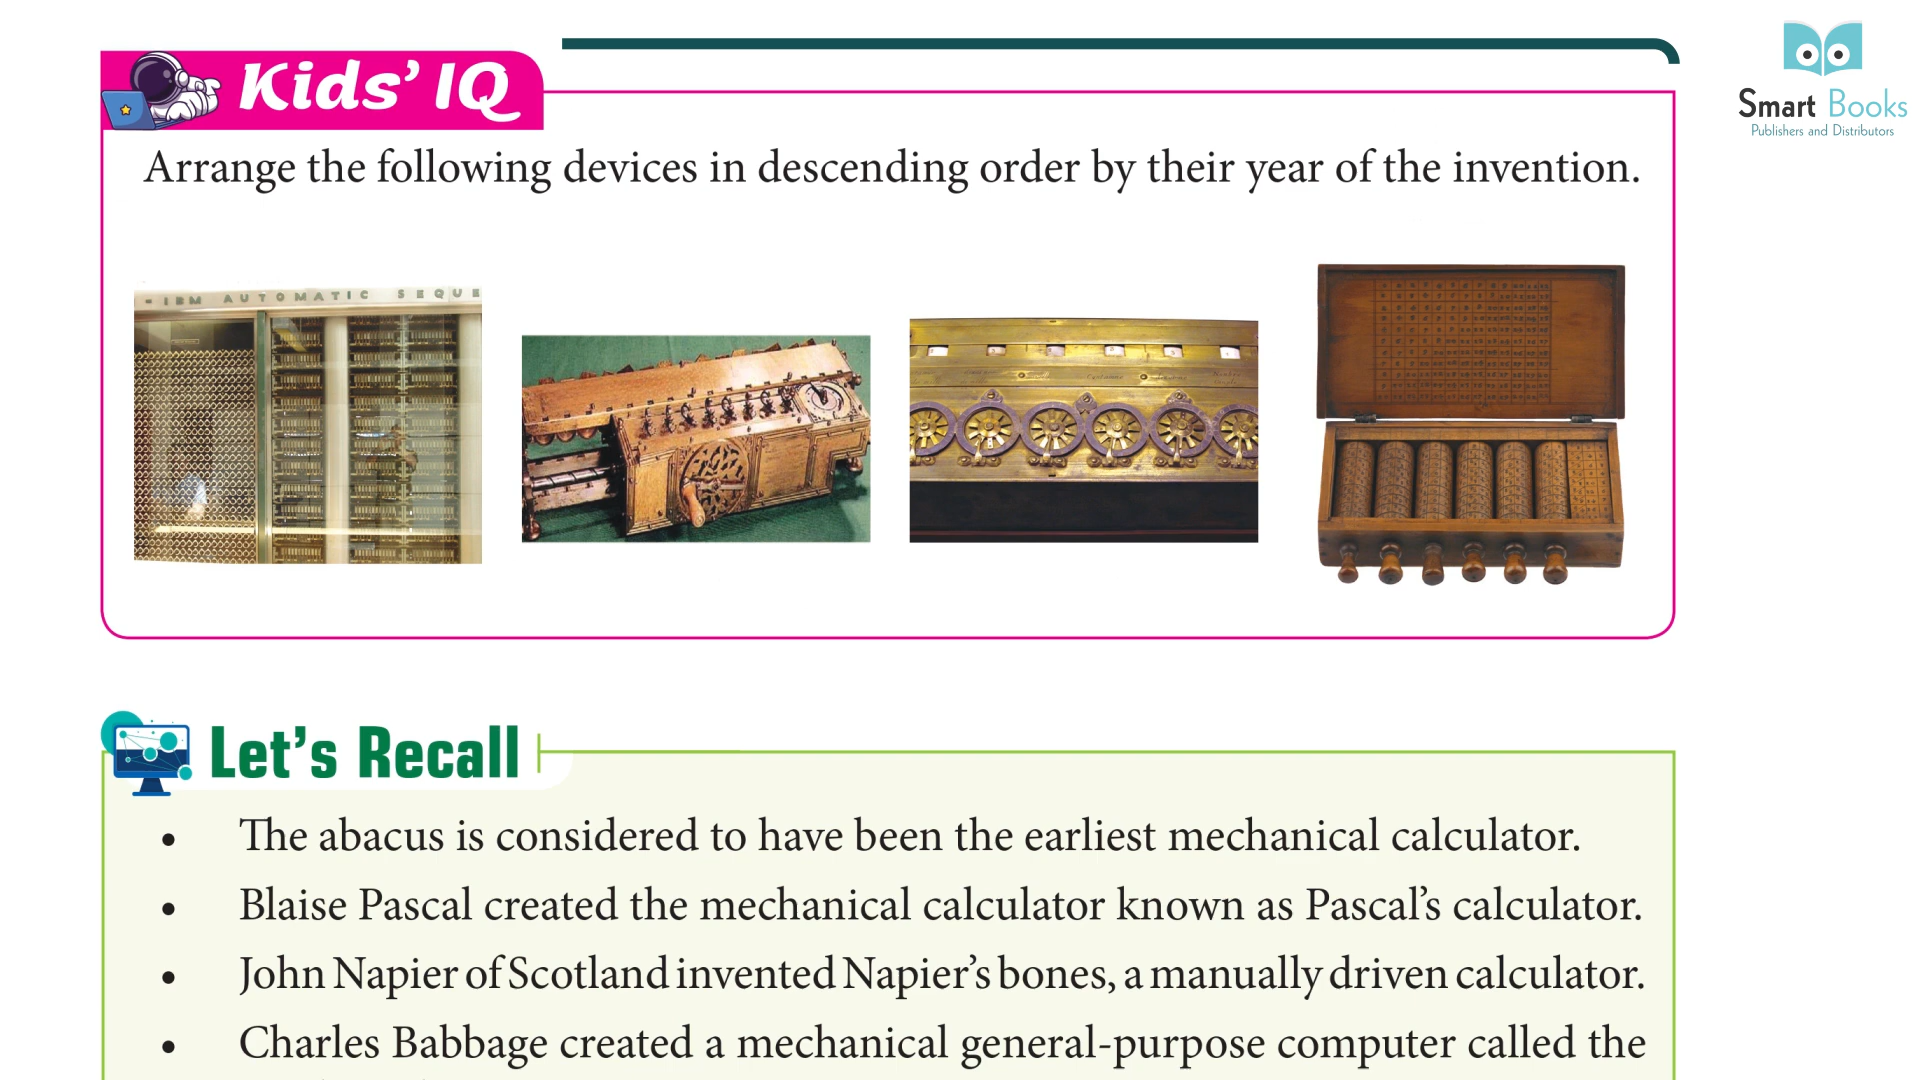 Kids' IQ
Smart Books
Publishers and Distributors
Arrange the following devices in descending order by their year of the invention.
IBM AUTOMATIC SEQUE
Let's Recall
• The abacus is considered to have been the earliest mechanical calculator.
• Blaise Pascal created the mechanical calculator known as Pascal's calculator.
• John Napier of Scotland invented Napier's bones, a manually driven calculator.
• Charles Babbage created a mechanical general-purpose computer called the